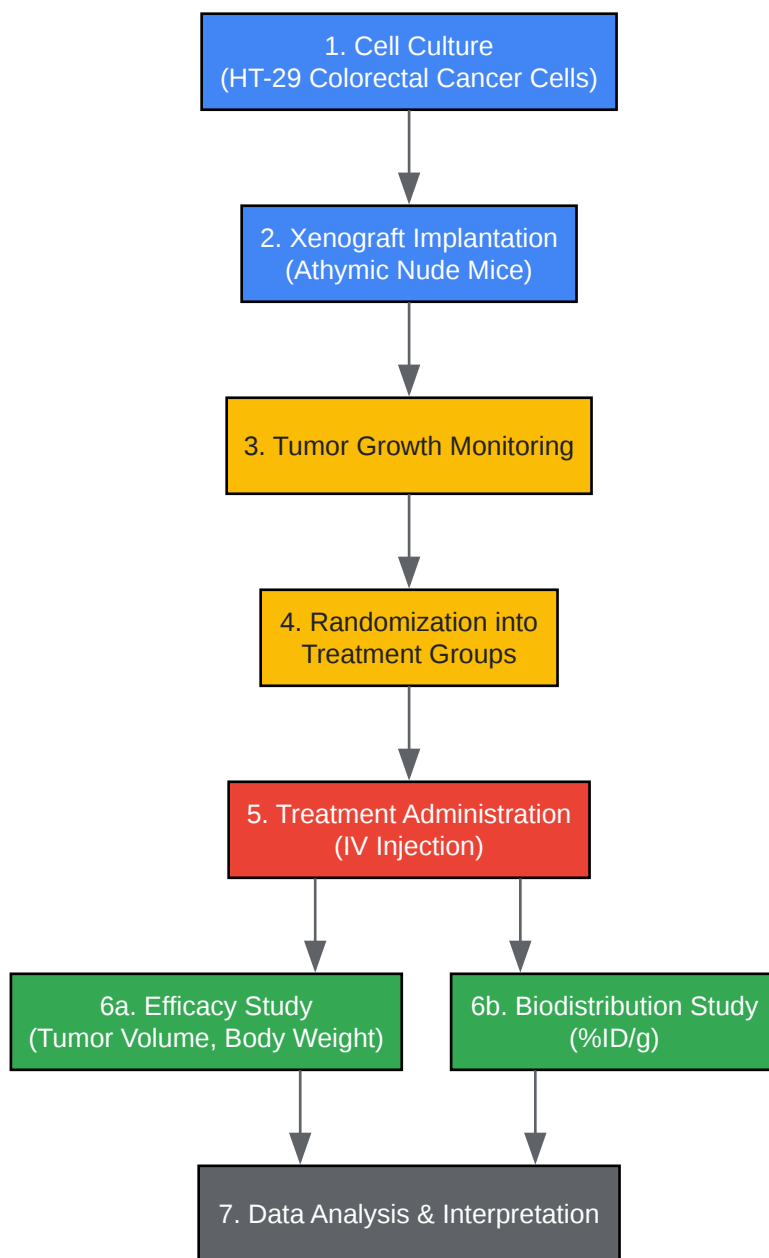 1. Cell Culture
(HT-29 Colorectal Cancer Cells)
2. Xenograft Implantation
(Athymic Nude Mice)
3. Tumor Growth Monitoring
4. Randomization into
Treatment Groups
5. Treatment Administration
(IV Injection)
6a. Efficacy Study
(Tumor Volume, Body Weight)
6b. Biodistribution Study
(%ID/g)
7. Data Analysis & Interpretation